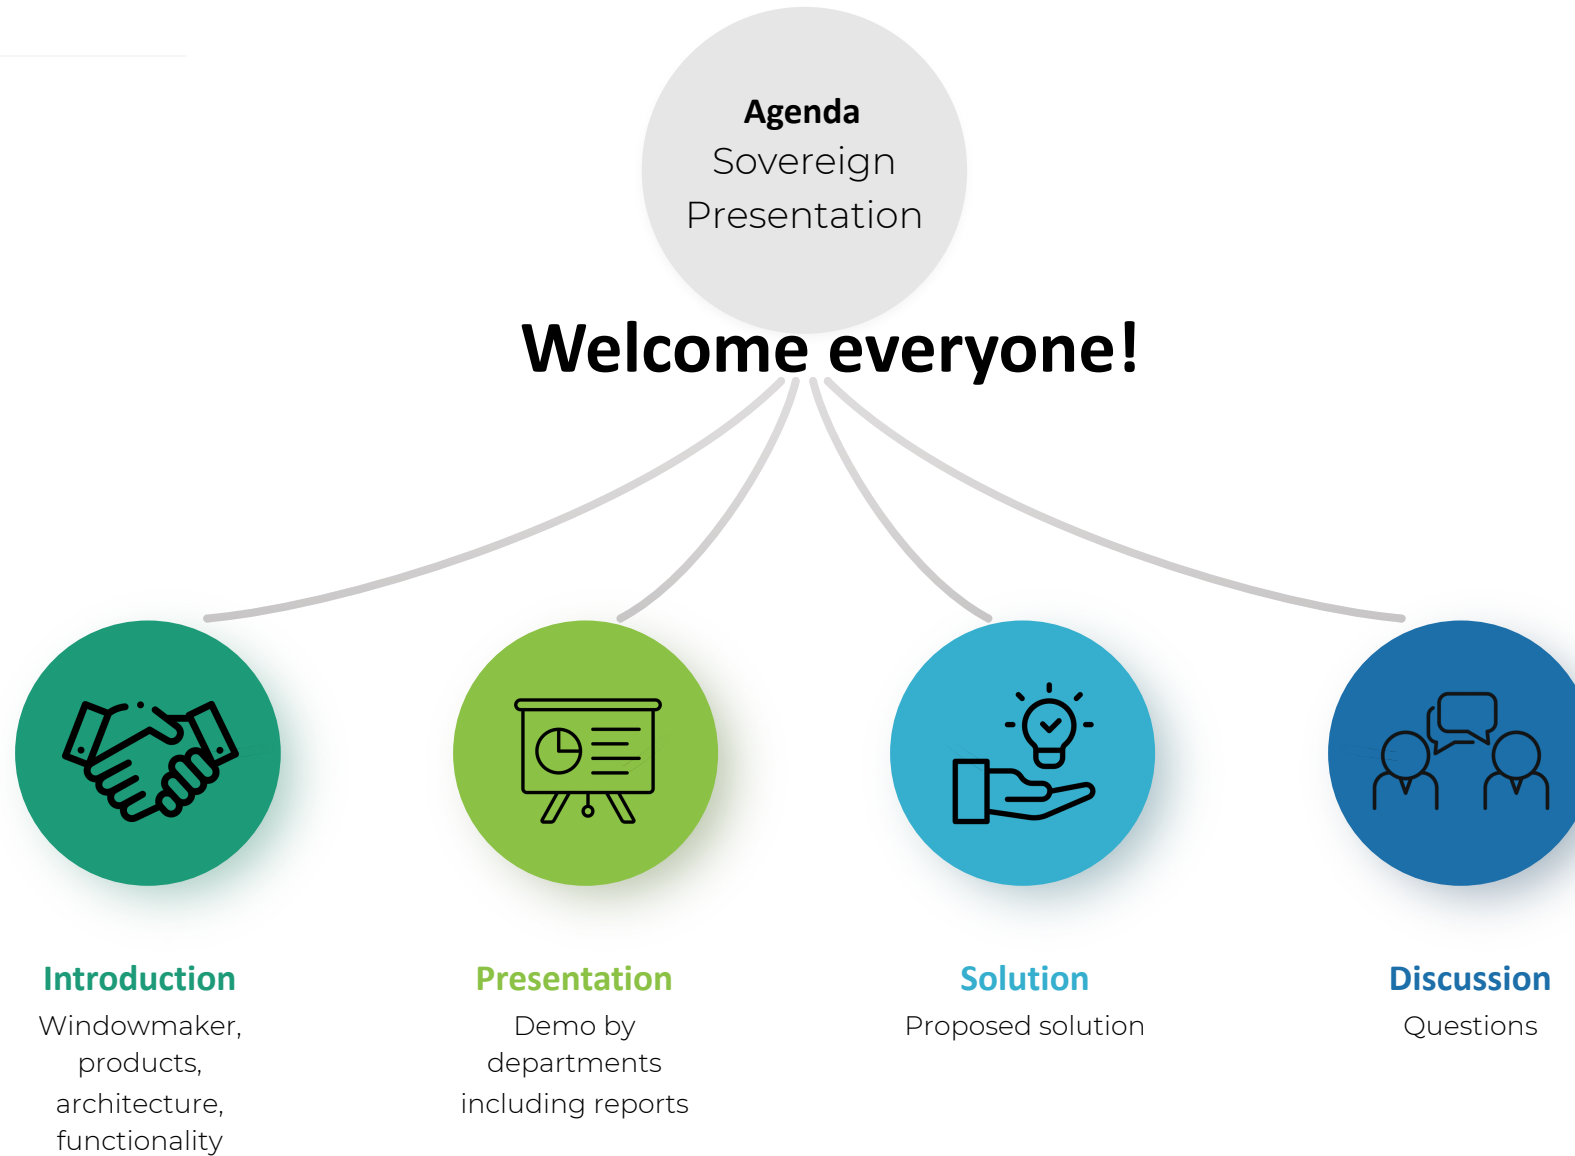 Agenda
Sovereign
Presentation
Welcome everyone!
Introduction
Windowmaker,
products,
architecture,
functionality
Presentation
Demo by
departments
including reports
Solution
Proposed solution
Discussion
Questions